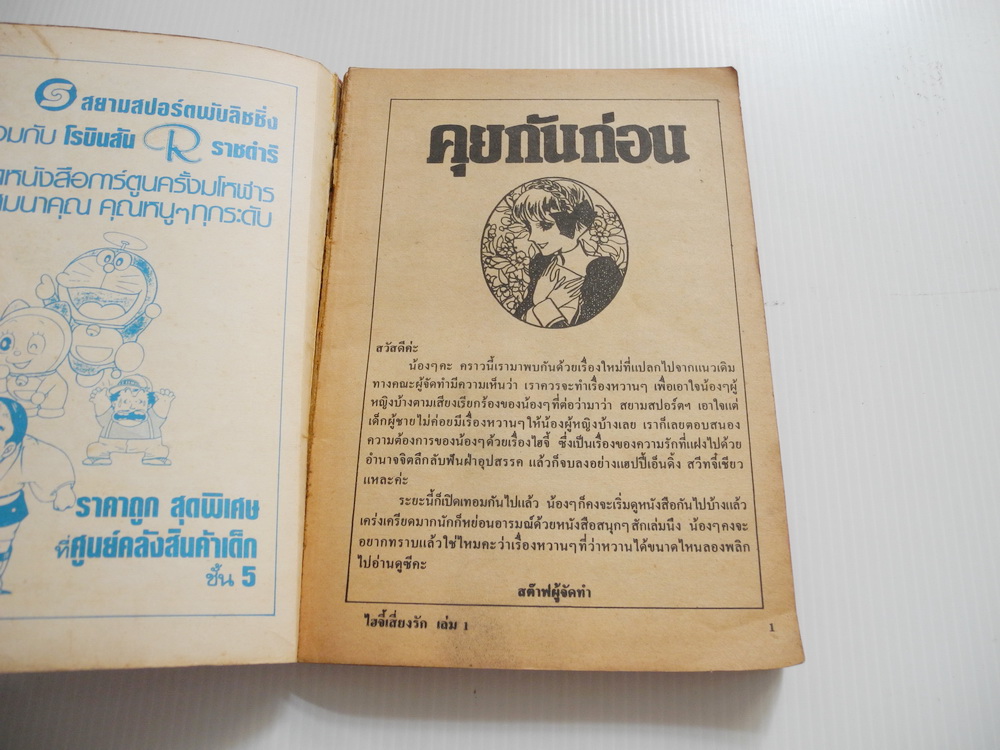 สยามสปอร์ตพับลิชชิ่ง
มกับ โรบินสัน R ราชดำริ
หนังสือการ์ตูนครั้งมโหฬาร
มนาคุณ คุณหนูๆทุกระดับ
ราคาถูก สุดพิเศษ
ที่ศูนย์คลังสินค้าเด็ก
ชั้น 5
คุยกันก่อน
สวัสดีค่ะ
น้องๆคะ คราวนี้เรามาพบกันด้วยเรื่องใหม่ที่แปลกไปจากแนวเดิม
ทางคณะผู้จัดทำมีความเห็นว่า เราควรจะทำเรื่องหวานๆ เพื่อเอาใจน้องๆผู้
หญิงบ้างตามเสียงเรียกร้องของน้องๆที่ต่อว่ามาว่า สยามสปอร์ตฯ เอาใจแต่
เด็กผู้ชายไม่ค่อยมีเรื่องหวานๆให้น้องผู้หญิงบ้างเลย เราก็เลยตอบสนอง
ความต้องการของน้องๆด้วยเรื่องไฮจี้ ซึ่งเป็นเรื่องของความรักที่แฝงไปด้วย
อำนาจจิตลึกลับฟันฝ่าอุปสรรค แล้วก็จบลงอย่างแฮปปี้เอ็นดิ้ง สวีทจี๋เชียว
แหละค่ะ
ระยะนี้ก็เปิดเทอมกันไปแล้ว น้องๆก็คงจะเริ่มดูหนังสือกันไปบ้างแล้ว
เคร่งเครียดมากนักก็หย่อนอารมณ์ด้วยหนังสือสนุกๆสักเล่มนึง น้องๆคงจะ
อยากทราบแล้วใช่ไหมคะว่าเรื่องหวานๆที่ว่าหวานได้ขนาดไหนลองพลิก
ไปอ่านดูซีคะ
สต๊าฟผู้จัดทำ
ไฮจี้เสี่ยงรัก เล่ม 1
1